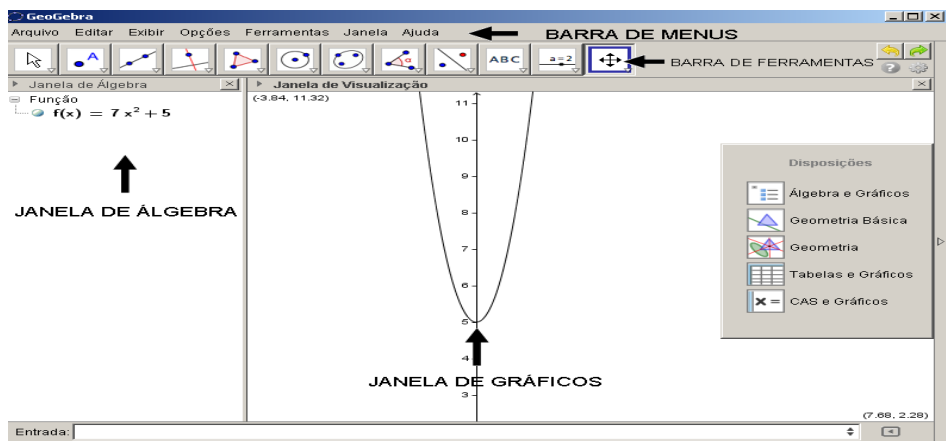 GeoGebra
Arquivo Editar Exibir Opções Ferramentas Janela Ajuda
BARRA DE MENUS
A
ABC
a=2
BARRA DE FERRAMENTAS
Janela de Álgebra
Janela de Visualização
Função
f(x) = 7 x² + 5
(-3.84, 11.32)
11
10
9
8
7
6
5
4
3
JANELA DE ÁLGEBRA
JANELA DE GRÁFICOS
Disposições
Álgebra e Gráficos
Geometria Básica
Geometria
Tabelas e Gráficos
x =
CAS e Gráficos
(7.68, 2.28)
Entrada: